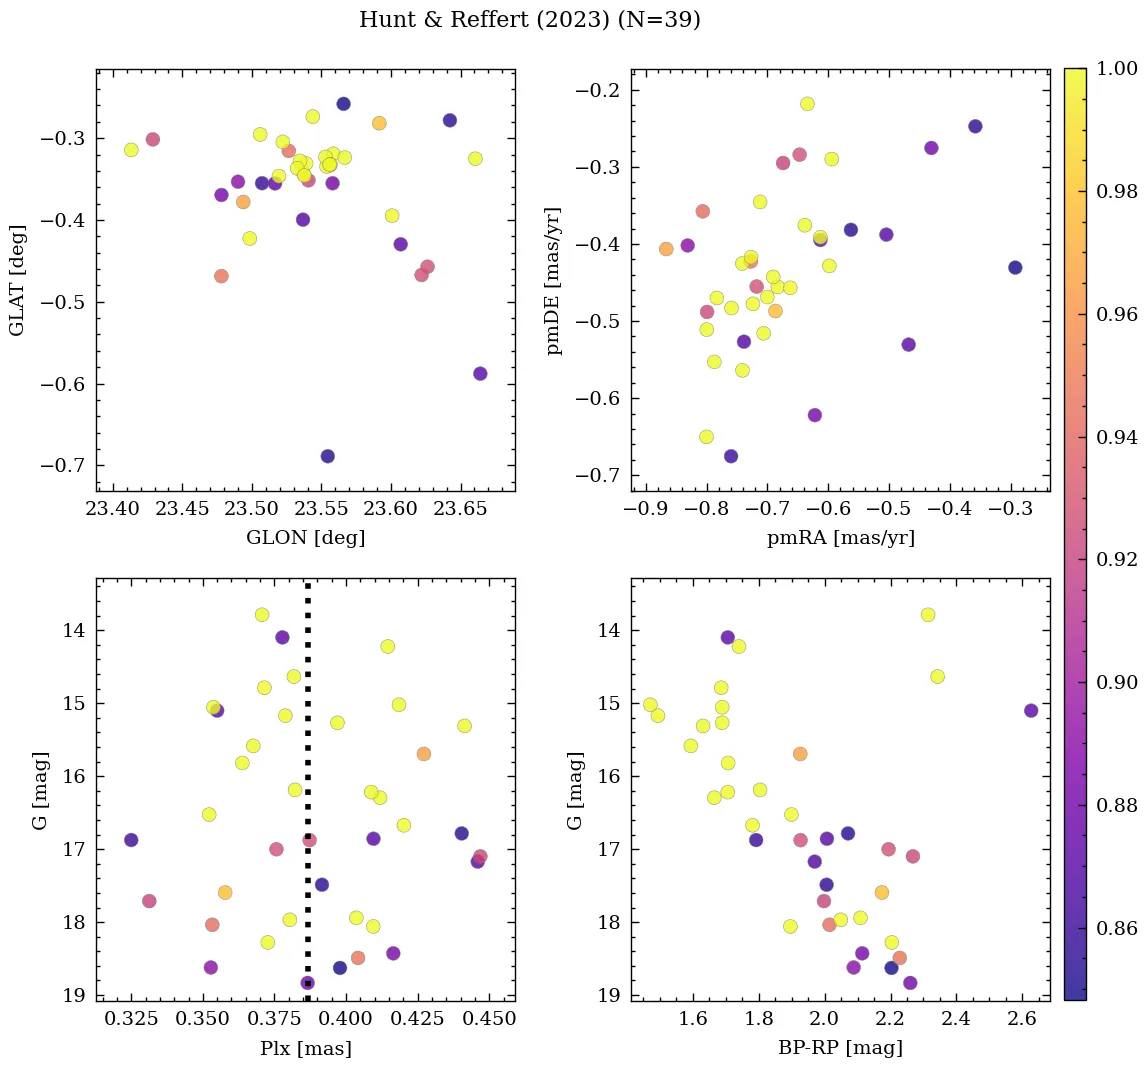 Hunt & Reffert (2023) (N=39)
−0.3
−0.4
−0.5
−0.6
−0.7
GLAT [deg]
23.40 23.45 23.50 23.55 23.60 23.65
GLON [deg]
−0.2
−0.3
−0.4
−0.5
−0.6
−0.7
pmDE [mas/yr]
−0.9 −0.8 −0.7 −0.6 −0.5 −0.4 −0.3
pmRA [mas/yr]
14
15
16
17
18
19
G [mag]
0.325 0.350 0.375 0.400 0.425 0.450
Plx [mas]
14
15
16
17
18
19
G [mag]
1.6 1.8 2.0 2.2 2.4 2.6
BP-RP [mag]
1.00
0.98
0.96
0.94
0.92
0.90
0.88
0.86